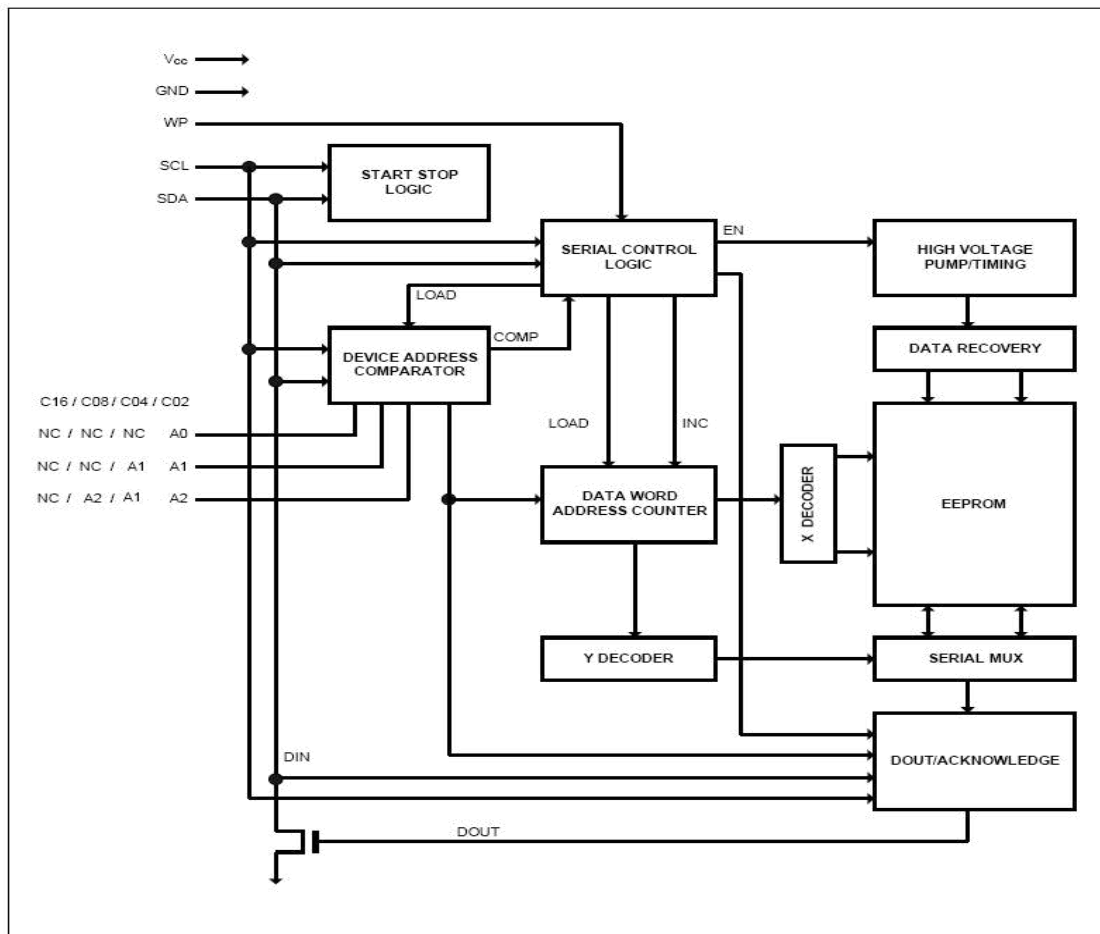 Vcc
GND
WP
SCL
SDA
START STOP
LOGIC
SERIAL CONTROL
LOGIC
EN
HIGH VOLTAGE
PUMP/TIMING
LOAD
COMP
DEVICE ADDRESS
COMPARATOR
DATA RECOVERY
C16 / C08 / C04 / C02
NC / NC / NC A0
NC / NC / A1 A1
NC / A2 / A1 A2
LOAD
INC
DATA WORD
ADDRESS COUNTER
X DECODER
EEPROM
Y DECODER
SERIAL MUX
DIN
DOUT/ACKNOWLEDGE
DOUT